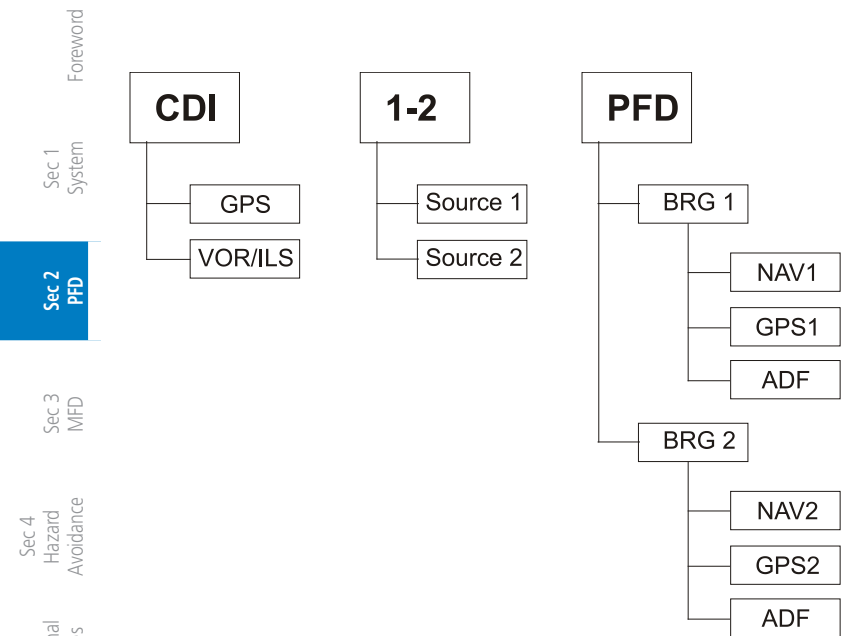 Foreword
Sec 1
System
Sec 2
PFD
Sec 3
MFD
Sec 4
Hazard
Avoidance
CDI
GPS
VOR/ILS
1-2
Source 1
Source 2
PFD
BRG 1
NAV1
GPS1
ADF
BRG 2
NAV2
GPS2
ADF